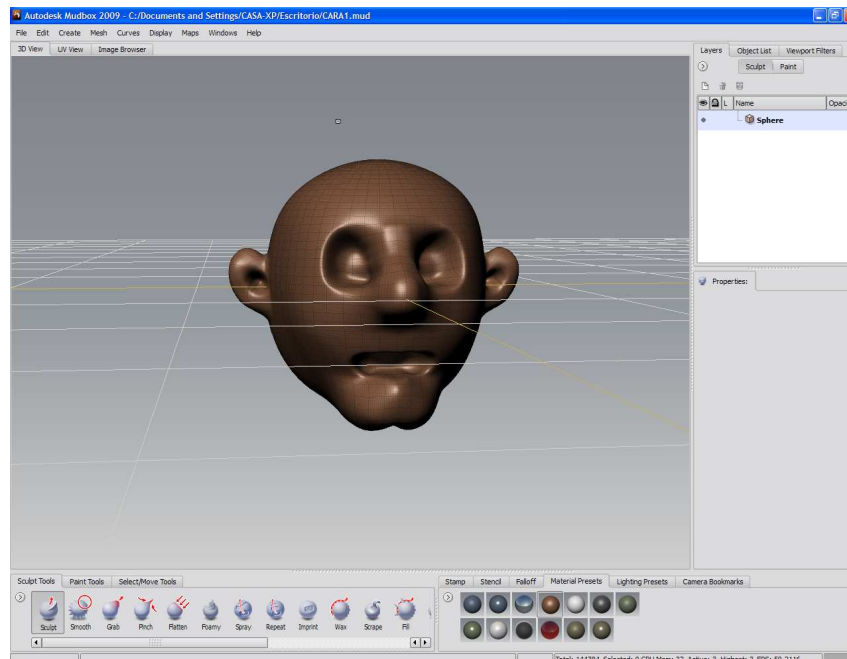 Autodesk Mudbox 2009 - C:/Documents and Settings/CASA-XP/Escritorio/CARA1.mud
File Edit Create Mesh Curves Display Maps Windows Help
3D View UV View Image Browser
Layers Object List Viewport Filters
Sculpt Paint
L Name Opaci
Sphere
Properties:
Sculpt Tools Paint Tools Select/Move Tools
Sculpt Smooth Grab Pinch Flatten Foamy Spray Repeat Imprint Wax Scrape Fill
Stamp Stencil Falloff Material Presets Lighting Presets Camera Bookmarks